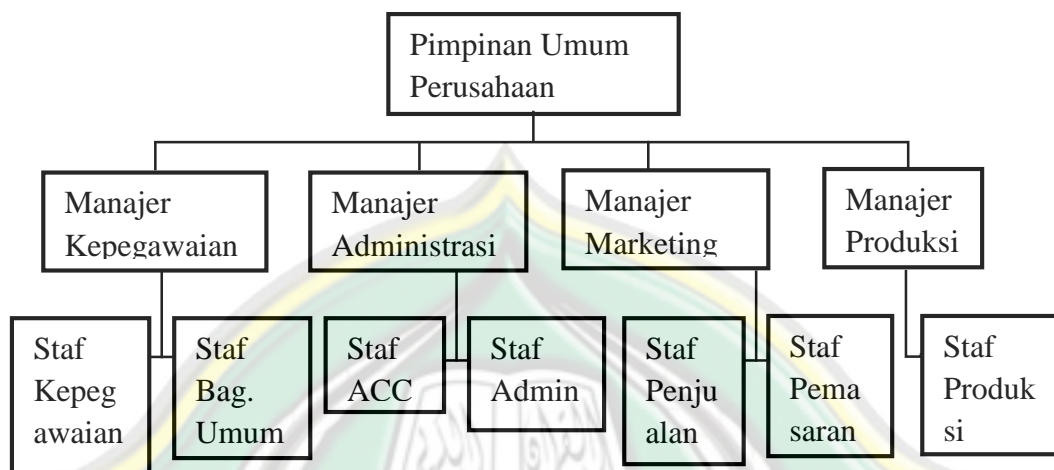 Pimpinan Umum
Perusahaan
Manajer
Kepegawaian
Manajer
Administrasi
Manajer
Marketing
Manajer
Produksi
Staf
Kepeg
awaian
Staf
Bag.
Umum
Staf
ACC
Staf
Admin
Staf
Penju
alan
Staf
Pema
saran
Staf
Produk
si